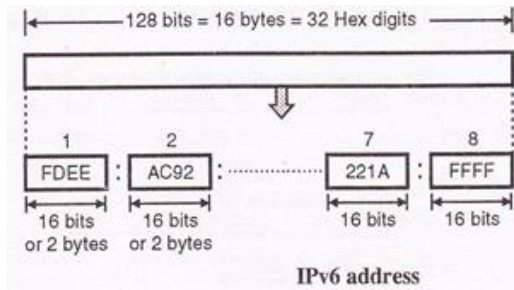 128 bits = 16 bytes = 32 Hex digits
1 2 7 8
FDEE : AC92 : ............ 221A : FFFF
16 bits 16 bits 16 bits 16 bits
or 2 bytes or 2 bytes
IPv6 address